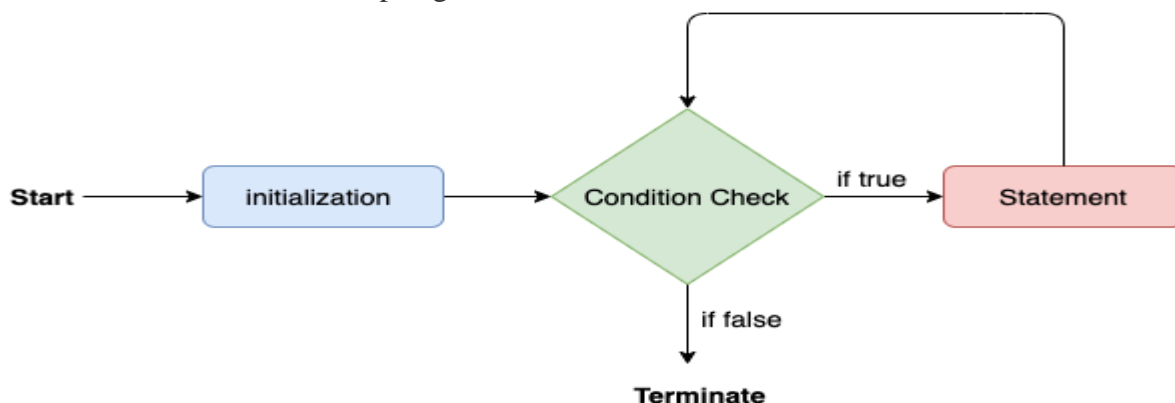 Start
initialization
Condition Check
if true
Statement
if false
Terminate